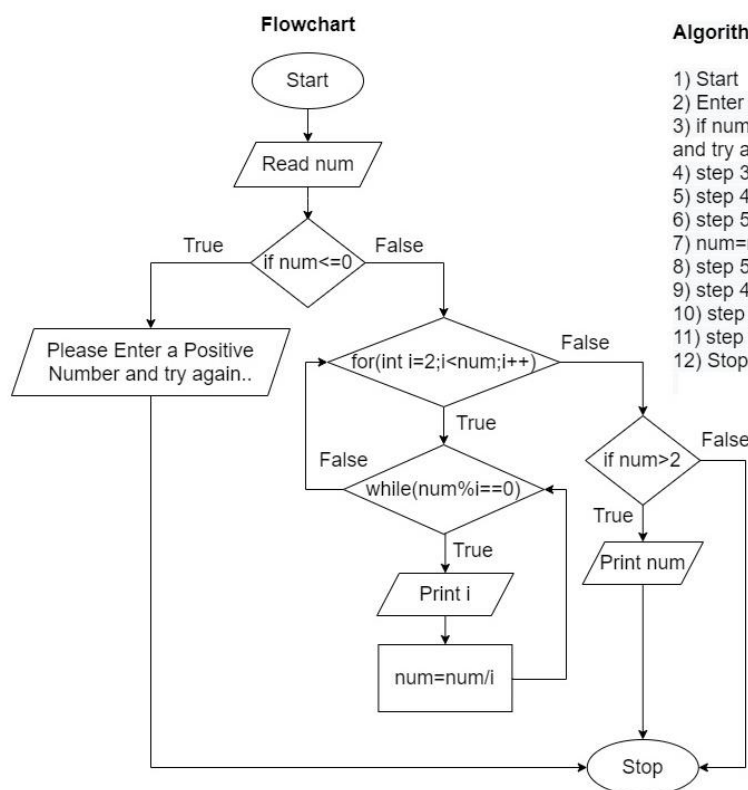 Flowchart
Start
Read num
True
False
if num<=0
Please Enter a Positive
Number and try again..
for(int i=2;i<num;i++)
False
True
False
while(num%i==0)
True
Print i
num=num/i
if num>2
False
True
Print num
Stop
1) Start
2) Enter
3) if num
and try
4) step 3
5) step 4
6) step 5
8) step 5
9) step 4
10) step
11) step
12) Stop